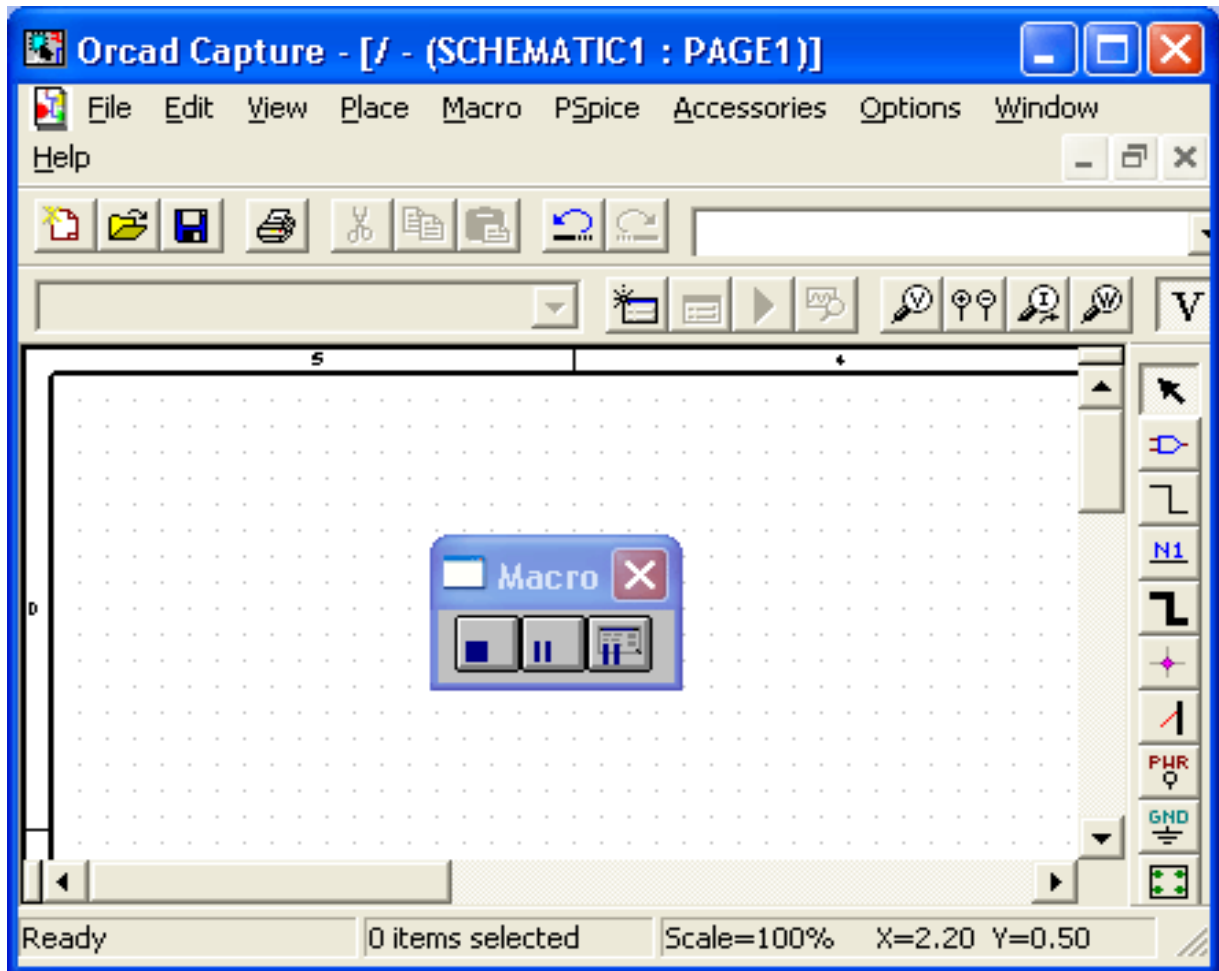 Orcad Capture - [/ - (SCHEMATIC1 : PAGE1)]
File Edit View Place Macro PSpice Accessories Options Window
Help
V I W V
5 4
N1
Macro
D
PWR
GND
Ready 0 items selected Scale=100% X=2.20 Y=0.50